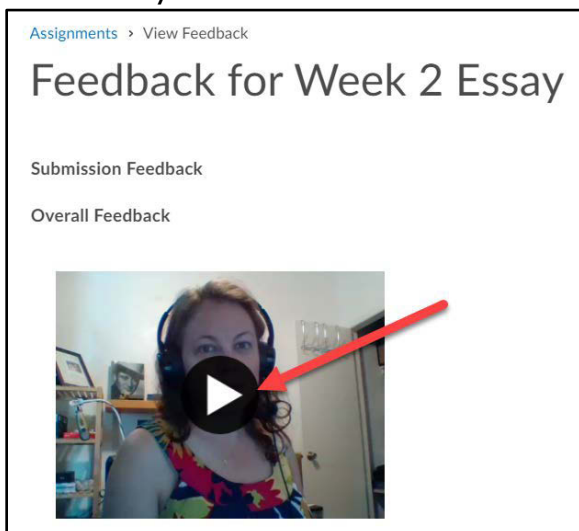 Assignments › View Feedback
Feedback for Week 2 Essay
Submission Feedback
Overall Feedback